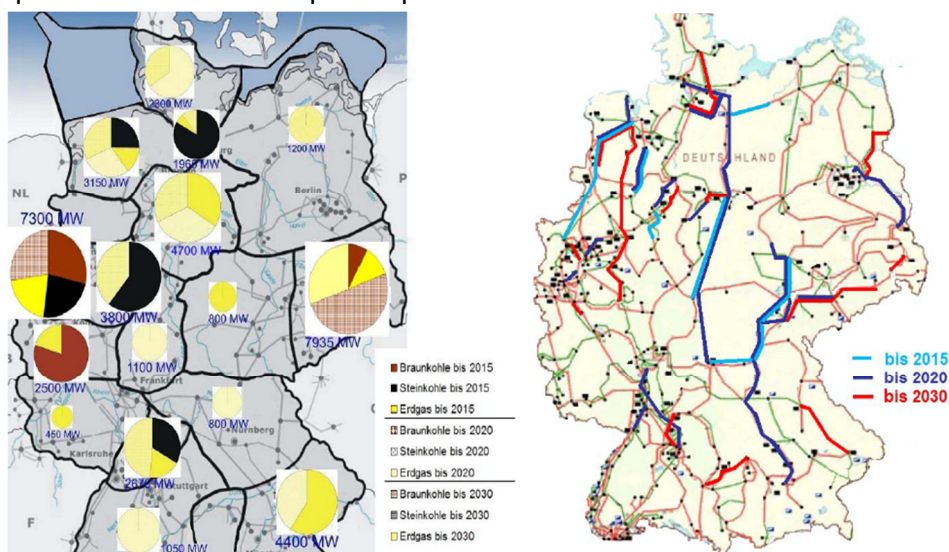 2300 MW
1965 MW
3150 MW
1200 MW
NL
Berlin
P
7300 MW
4700 MW
3800 MW
800 MW
7935 MW
2500 MW
1100 MW
Frankfurt
450 MW
800 MW
Nürnberg
Karlsruhe
Stuttgart
F
1050 MW
4400 MW
Braunkohle bis 2015
Steinkohle bis 2015
Erdgas bis 2015
Braunkohle bis 2020
Steinkohle bis 2020
Erdgas bis 2020
Braunkohle bis 2030
Steinkohle bis 2030
Erdgas bis 2030
DEUTSCHLAND
bis 2015
bis 2020
bis 2030